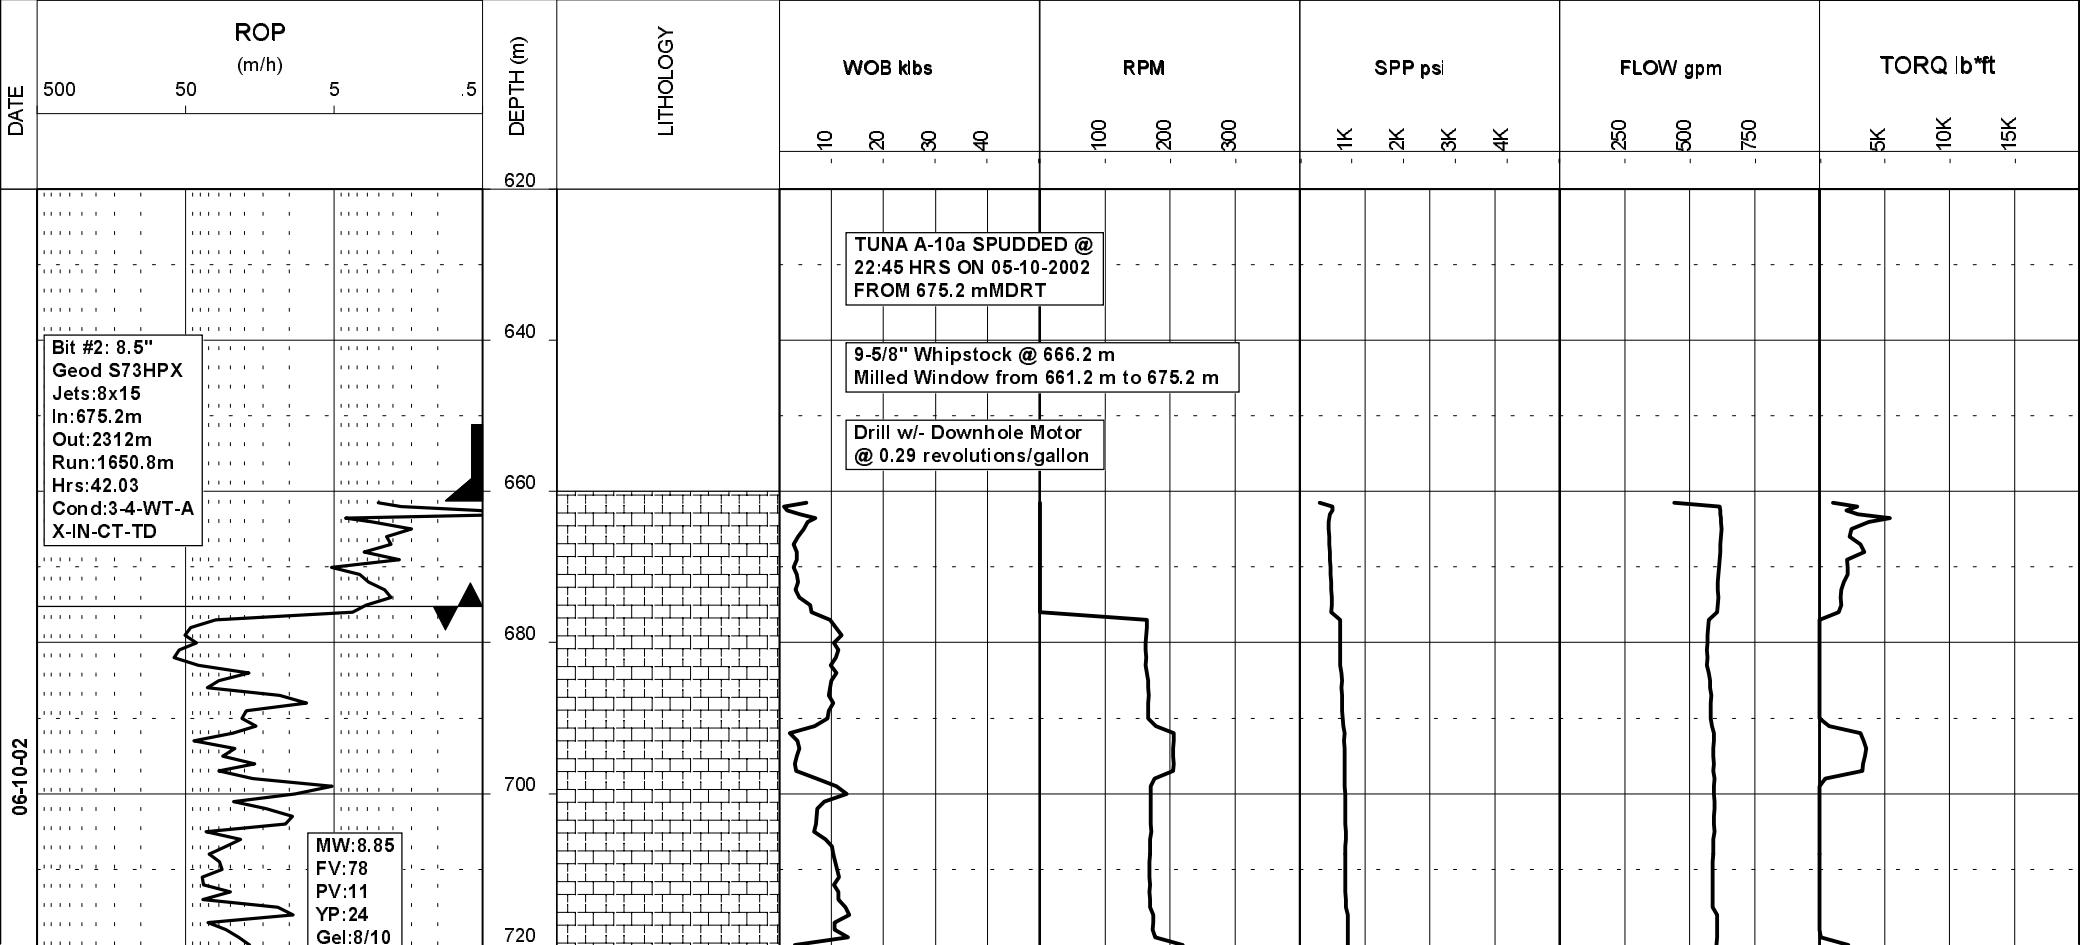 DATE
ROP
(m/h)
500 50 5 .5
DEPTH (m)
LITHOLOGY
WOB klbs
10 20 30 40
RPM
100 200 300
SPP psi
1K 2K 3K 4K
FLOW gpm
250 500 750
TORQ lb*ft
5K 10K 15K
620
TUNA A-10a SPUDDED @
22:45 HRS ON 05-10-2002
FROM 675.2 mMDRT
640
Bit #2: 8.5"
Geod S73HPX
Jets:8x15
In:675.2m
Out:2312m
Run:1650.8m
Hrs:42.03
Cond:3-4-WT-A
X-IN-CT-TD
9-5/8" Whipstock @ 666.2 m
Milled Window from 661.2 m to 675.2 m
Drill w/- Downhole Motor
@ 0.29 revolutions/gallon
660
680
06-10-02
700
MW:8.85
FV:78
PV:11
YP:24
Gel:8/10
720